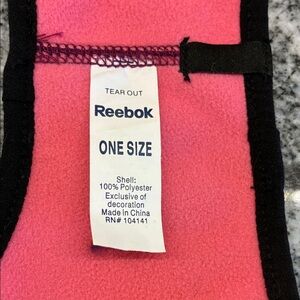 TEAR OUT
Reebok
ONE SIZE
Shell:
100% Polyester
Exclusive of
decoration
Made in China
RN# 104141